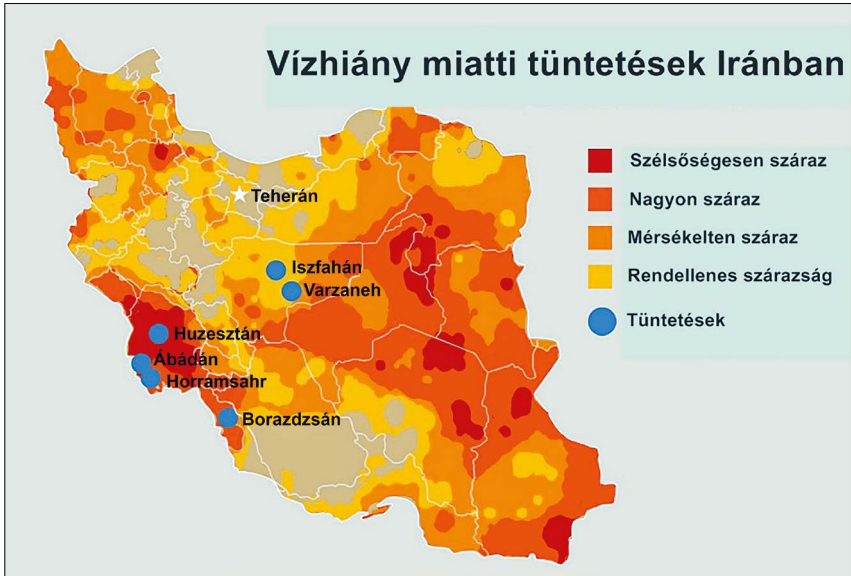 Vízhiány miatti tüntetések Iránban
Szélsőségesen száraz
Nagyon száraz
Mérsékelten száraz
Rendellenes szárazság
Tüntetések
Teherán
Iszfahán
Varzaneh
Huzesztán
Ábádán
Horramsahr
Borazdzsán